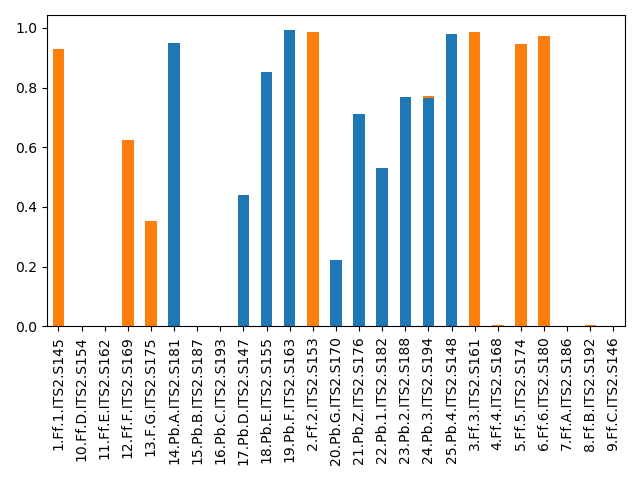 1.0
0.8
0.6
0.4
0.2
0.0
1.Ff.1.ITS2.S145
10.Ff.D.ITS2.S154
11.Ff.E.ITS2.S162
12.Ff.F.ITS2.S169
13.F.G.ITS2.S175
14.Pb.A.ITS2.S181
15.Pb.B.ITS2.S187
16.Pb.C.ITS2.S193
17.Pb.D.ITS2.S147
18.Pb.E.ITS2.S155
19.Pb.F.ITS2.S163
2.Ff.2.ITS2.S153
20.Pb.G.ITS2.S170
21.Pb.Z.ITS2.S176
22.Pb.1.ITS2.S182
23.Pb.2.ITS2.S188
24.Pb.3.ITS2.S194
25.Pb.4.ITS2.S148
3.Ff.3.ITS2.S161
4.Ff.4.ITS2.S168
5.Ff.5.ITS2.S174
6.Ff.6.ITS2.S180
7.Ff.A.ITS2.S186
8.Ff.B.ITS2.S192
9.Ff.C.ITS2.S146